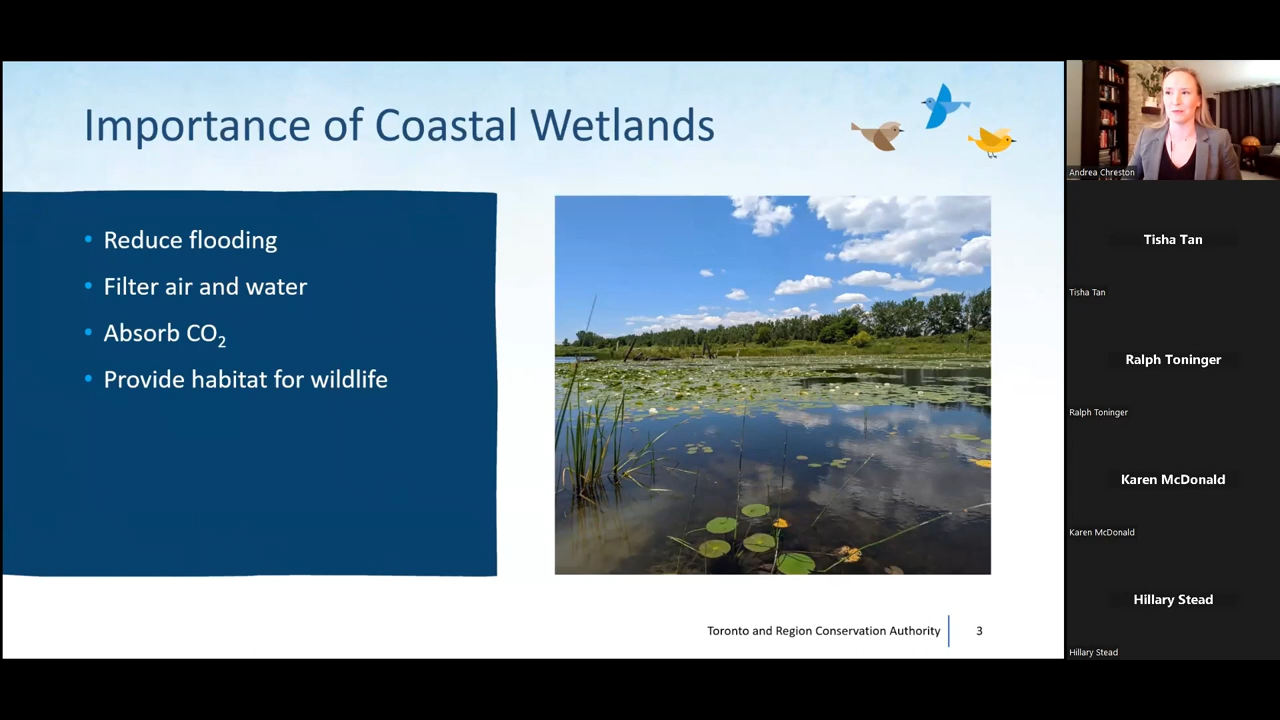 Importance of Coastal Wetlands
• Reduce flooding
• Filter air and water
• Absorb CO₂
• Provide habitat for wildlife
Toronto and Region Conservation Authority
3
Andrea Chreston
Tisha Tan
Tisha Tan
Ralph Toninger
Ralph Toninger
Karen McDonald
Karen McDonald
Hillary Stead
Hillary Stead